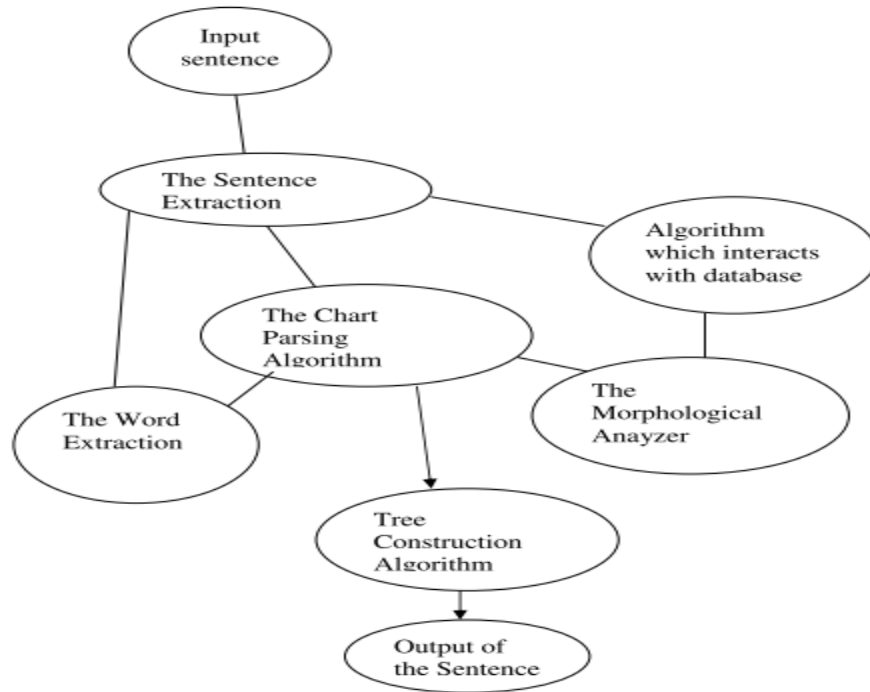 Input
sentence
The Sentence
Extraction
Algorithm
which interacts
with database
The Chart
Parsing
Algorithm
The Word
Extraction
The
Morphological
Anayzer
Tree
Construction
Algorithm
Output of
the Sentence